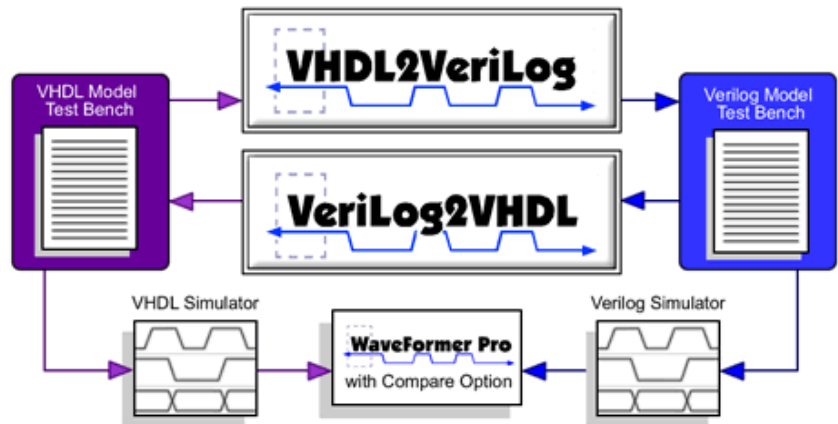 VHDL2VeriLog
VHDL Model
Test Bench
Verilog Model
Test Bench
VeriLog2VHDL
VHDL Simulator
Verilog Simulator
WaveFormer Pro
with Compare Option